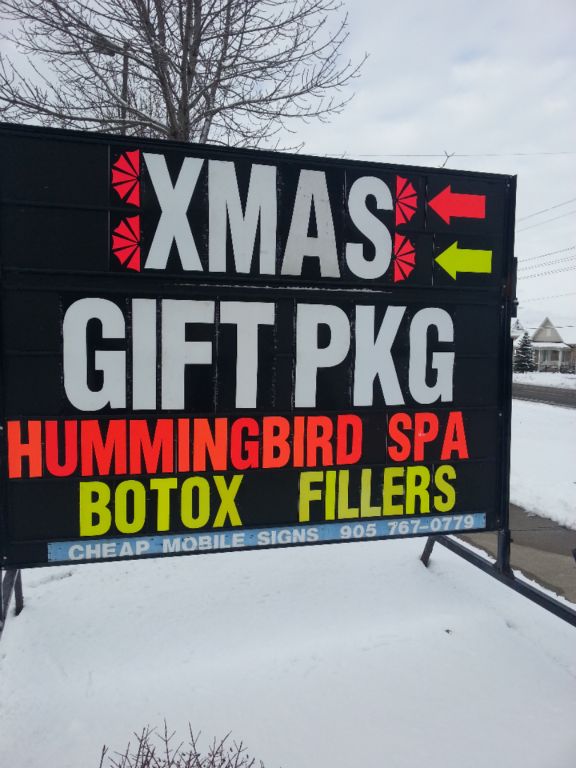 XMAS
GIFT PKG
HUMMINGBIRD SPA
BOTOX FILLERS
CHEAP MOBILE SIGNS 905 767-0779